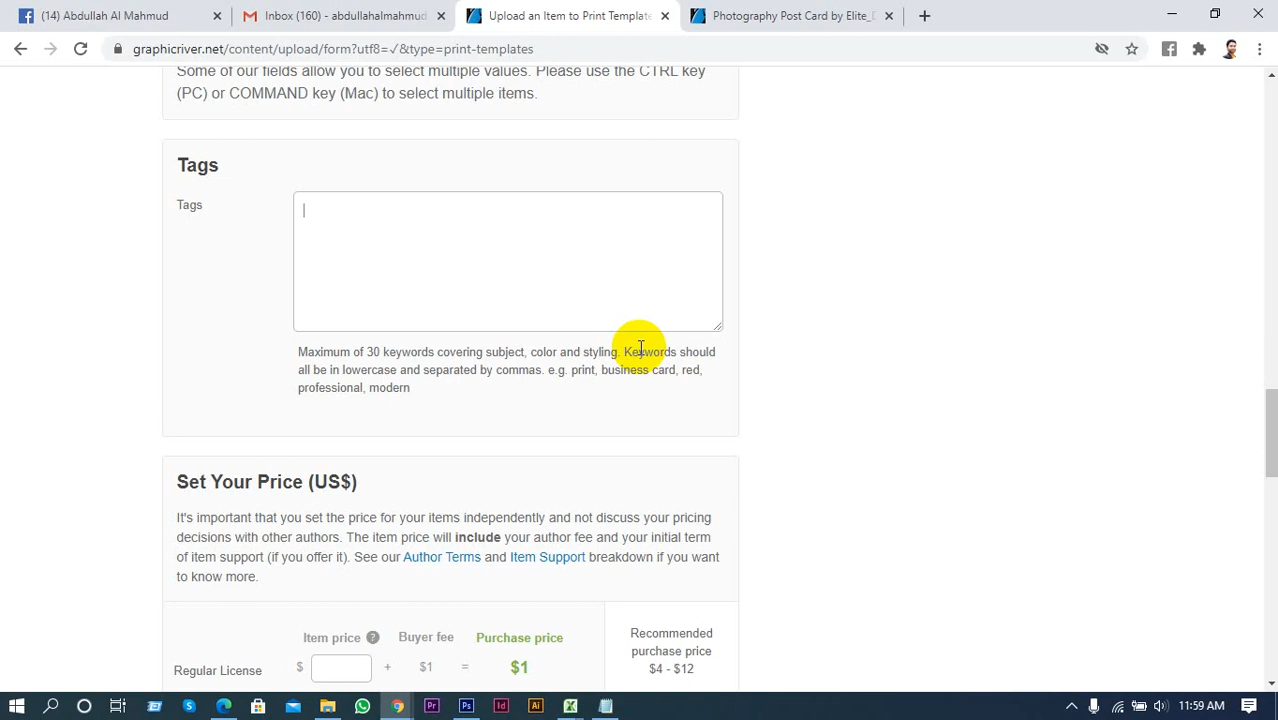 (14) Abdullah Al Mahmud
Inbox (160) - abdullahalmahmud
Upload an Item to Print Template
Photography Post Card by Elite_D
graphicriver.net/content/upload/form?utf8=✓&type=print-templates
Some of our fields allow you to select multiple values. Please use the CTRL key
(PC) or COMMAND key (Mac) to select multiple items.
Tags
Tags
Maximum of 30 keywords covering subject, color and styling. Keywords should
all be in lowercase and separated by commas. e.g. print, business card, red,
professional, modern
Set Your Price (US$)
It's important that you set the price for your items independently and not discuss your pricing
decisions with other authors. The item price will include your author fee and your initial term
of item support (if you offer it). See our Author Terms and Item Support breakdown if you want
to know more.
Item price ? Buyer fee Purchase price
Recommended
purchase price
$4 - $12
Regular License $ + $1 = $1
11:59 AM